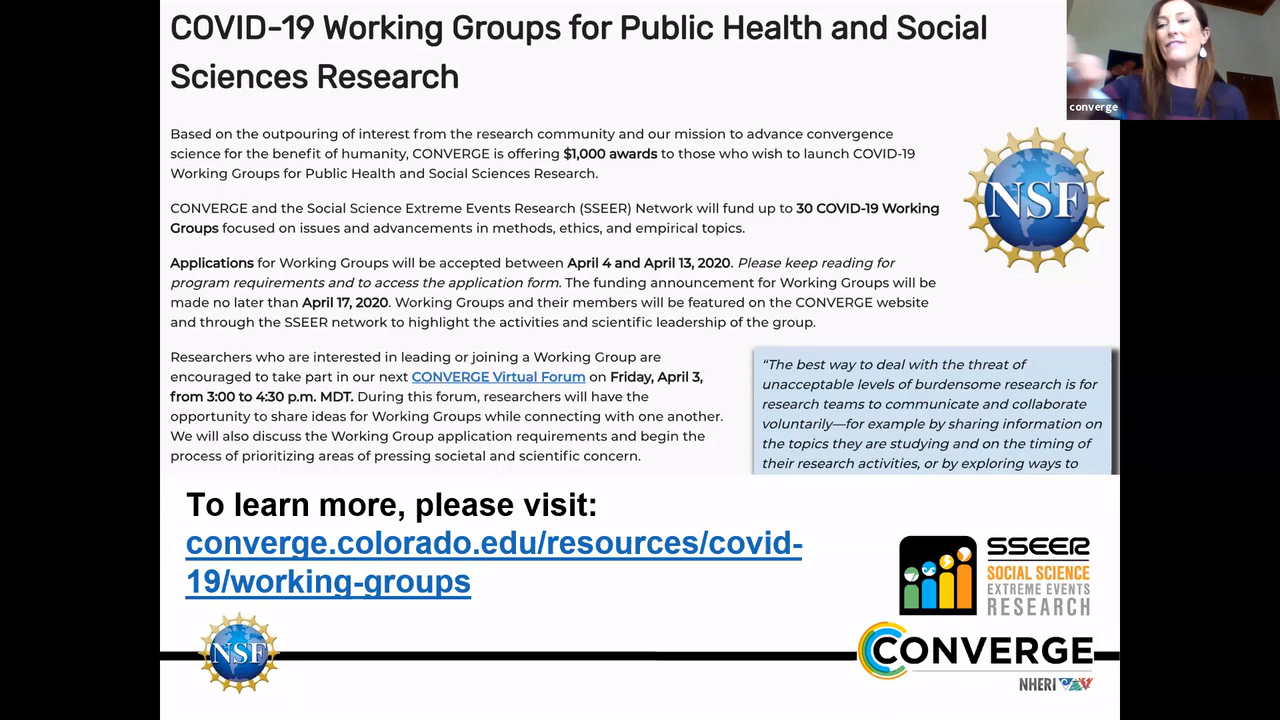 COVID-19 Working Groups for Public Health and Social
Sciences Research
converge
Based on the outpouring of interest from the research community and our mission to advance convergence
science for the benefit of humanity, CONVERGE is offering $1,000 awards to those who wish to launch COVID-19
Working Groups for Public Health and Social Sciences Research.
NSF
CONVERGE and the Social Science Extreme Events Research (SSEER) Network will fund up to 30 COVID-19 Working
Groups focused on issues and advancements in methods, ethics, and empirical topics.
Applications for Working Groups will be accepted between April 4 and April 13, 2020. Please keep reading for
program requirements and to access the application form. The funding announcement for Working Groups will be
made no later than April 17, 2020. Working Groups and their members will be featured on the CONVERGE website
and through the SSEER network to highlight the activities and scientific leadership of the group.
Researchers who are interested in leading or joining a Working Group are
encouraged to take part in our next CONVERGE Virtual Forum on Friday, April 3,
from 3:00 to 4:30 p.m. MDT. During this forum, researchers will have the
opportunity to share ideas for Working Groups while connecting with one another.
We will also discuss the Working Group application requirements and begin the
process of prioritizing areas of pressing societal and scientific concern.
“The best way to deal with the threat of
unacceptable levels of burdensome research is for
research teams to communicate and collaborate
voluntarily—for example by sharing information on
the topics they are studying and on the timing of
their research activities, or by exploring ways to
To learn more, please visit:
converge.colorado.edu/resources/covid-
19/working-groups
SSEER
SOCIAL SCIENCE
EXTREME EVENTS
RESEARCH
NSF
CONVERGE
NHERI